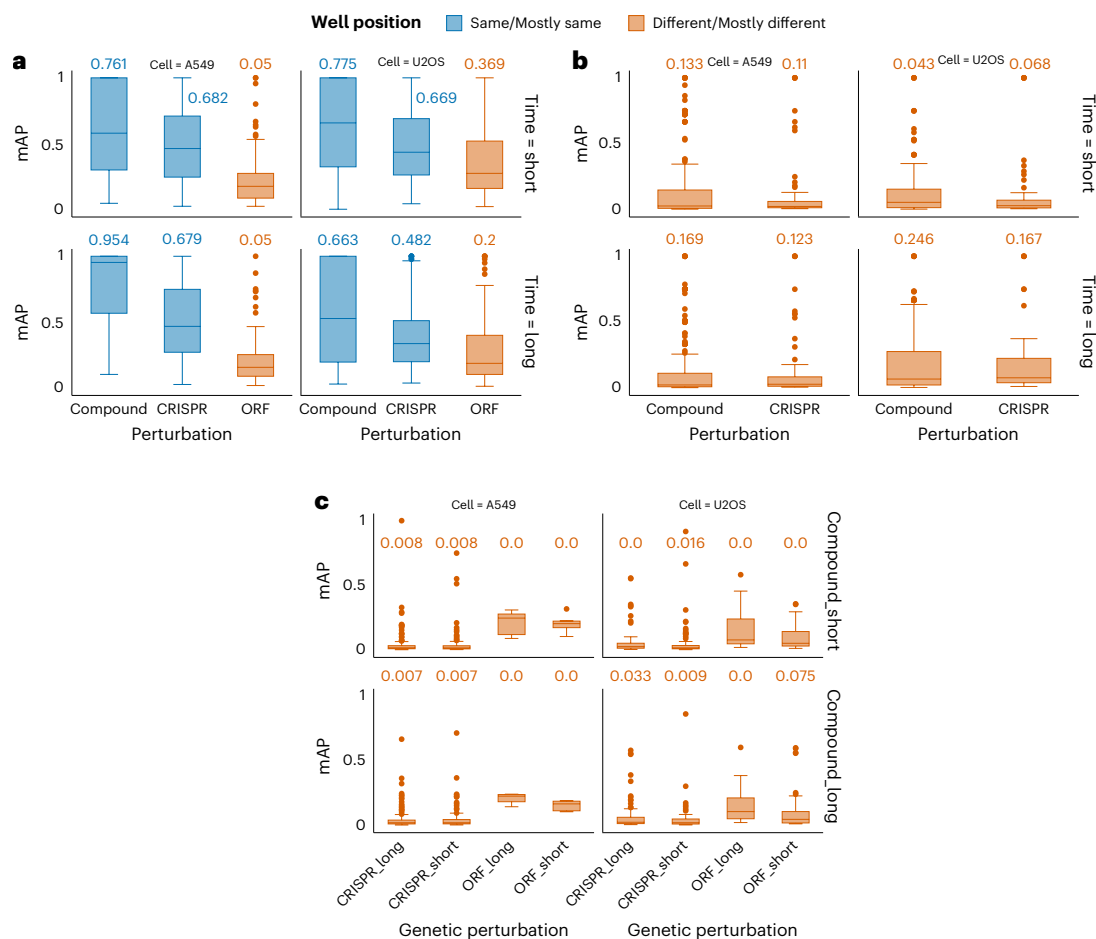 Well position Same/Mostly same Different/Mostly different
a
0.761 Cell = A549 0.05
0.682
0.775 Cell = U2OS 0.369
0.669
mAP
1
0.5
0
Time = short
0.954 0.679 0.05
0.663 0.482 0.2
mAP
1
0.5
0
Time = long
Compound CRISPR ORF
Compound CRISPR ORF
Perturbation
Perturbation
b
0.133 Cell = A549 0.11
0.043 Cell = U2OS 0.068
mAP
1
0.5
0
Time = short
0.169 0.123
0.246 0.167
mAP
1
0.5
0
Time = long
Compound CRISPR
Compound CRISPR
Perturbation
Perturbation
c
Cell = A549
Cell = U2OS
mAP
1
0.5
0
0.008 0.008 0.0 0.0
0.0 0.016 0.0 0.0
Compound_short
0.007 0.007 0.0 0.0
0.033 0.009 0.0 0.075
mAP
1
0.5
0
Compound_long
CRISPR_long
CRISPR_short
ORF_long
ORF_short
CRISPR_long
CRISPR_short
ORF_long
ORF_short
Genetic perturbation
Genetic perturbation